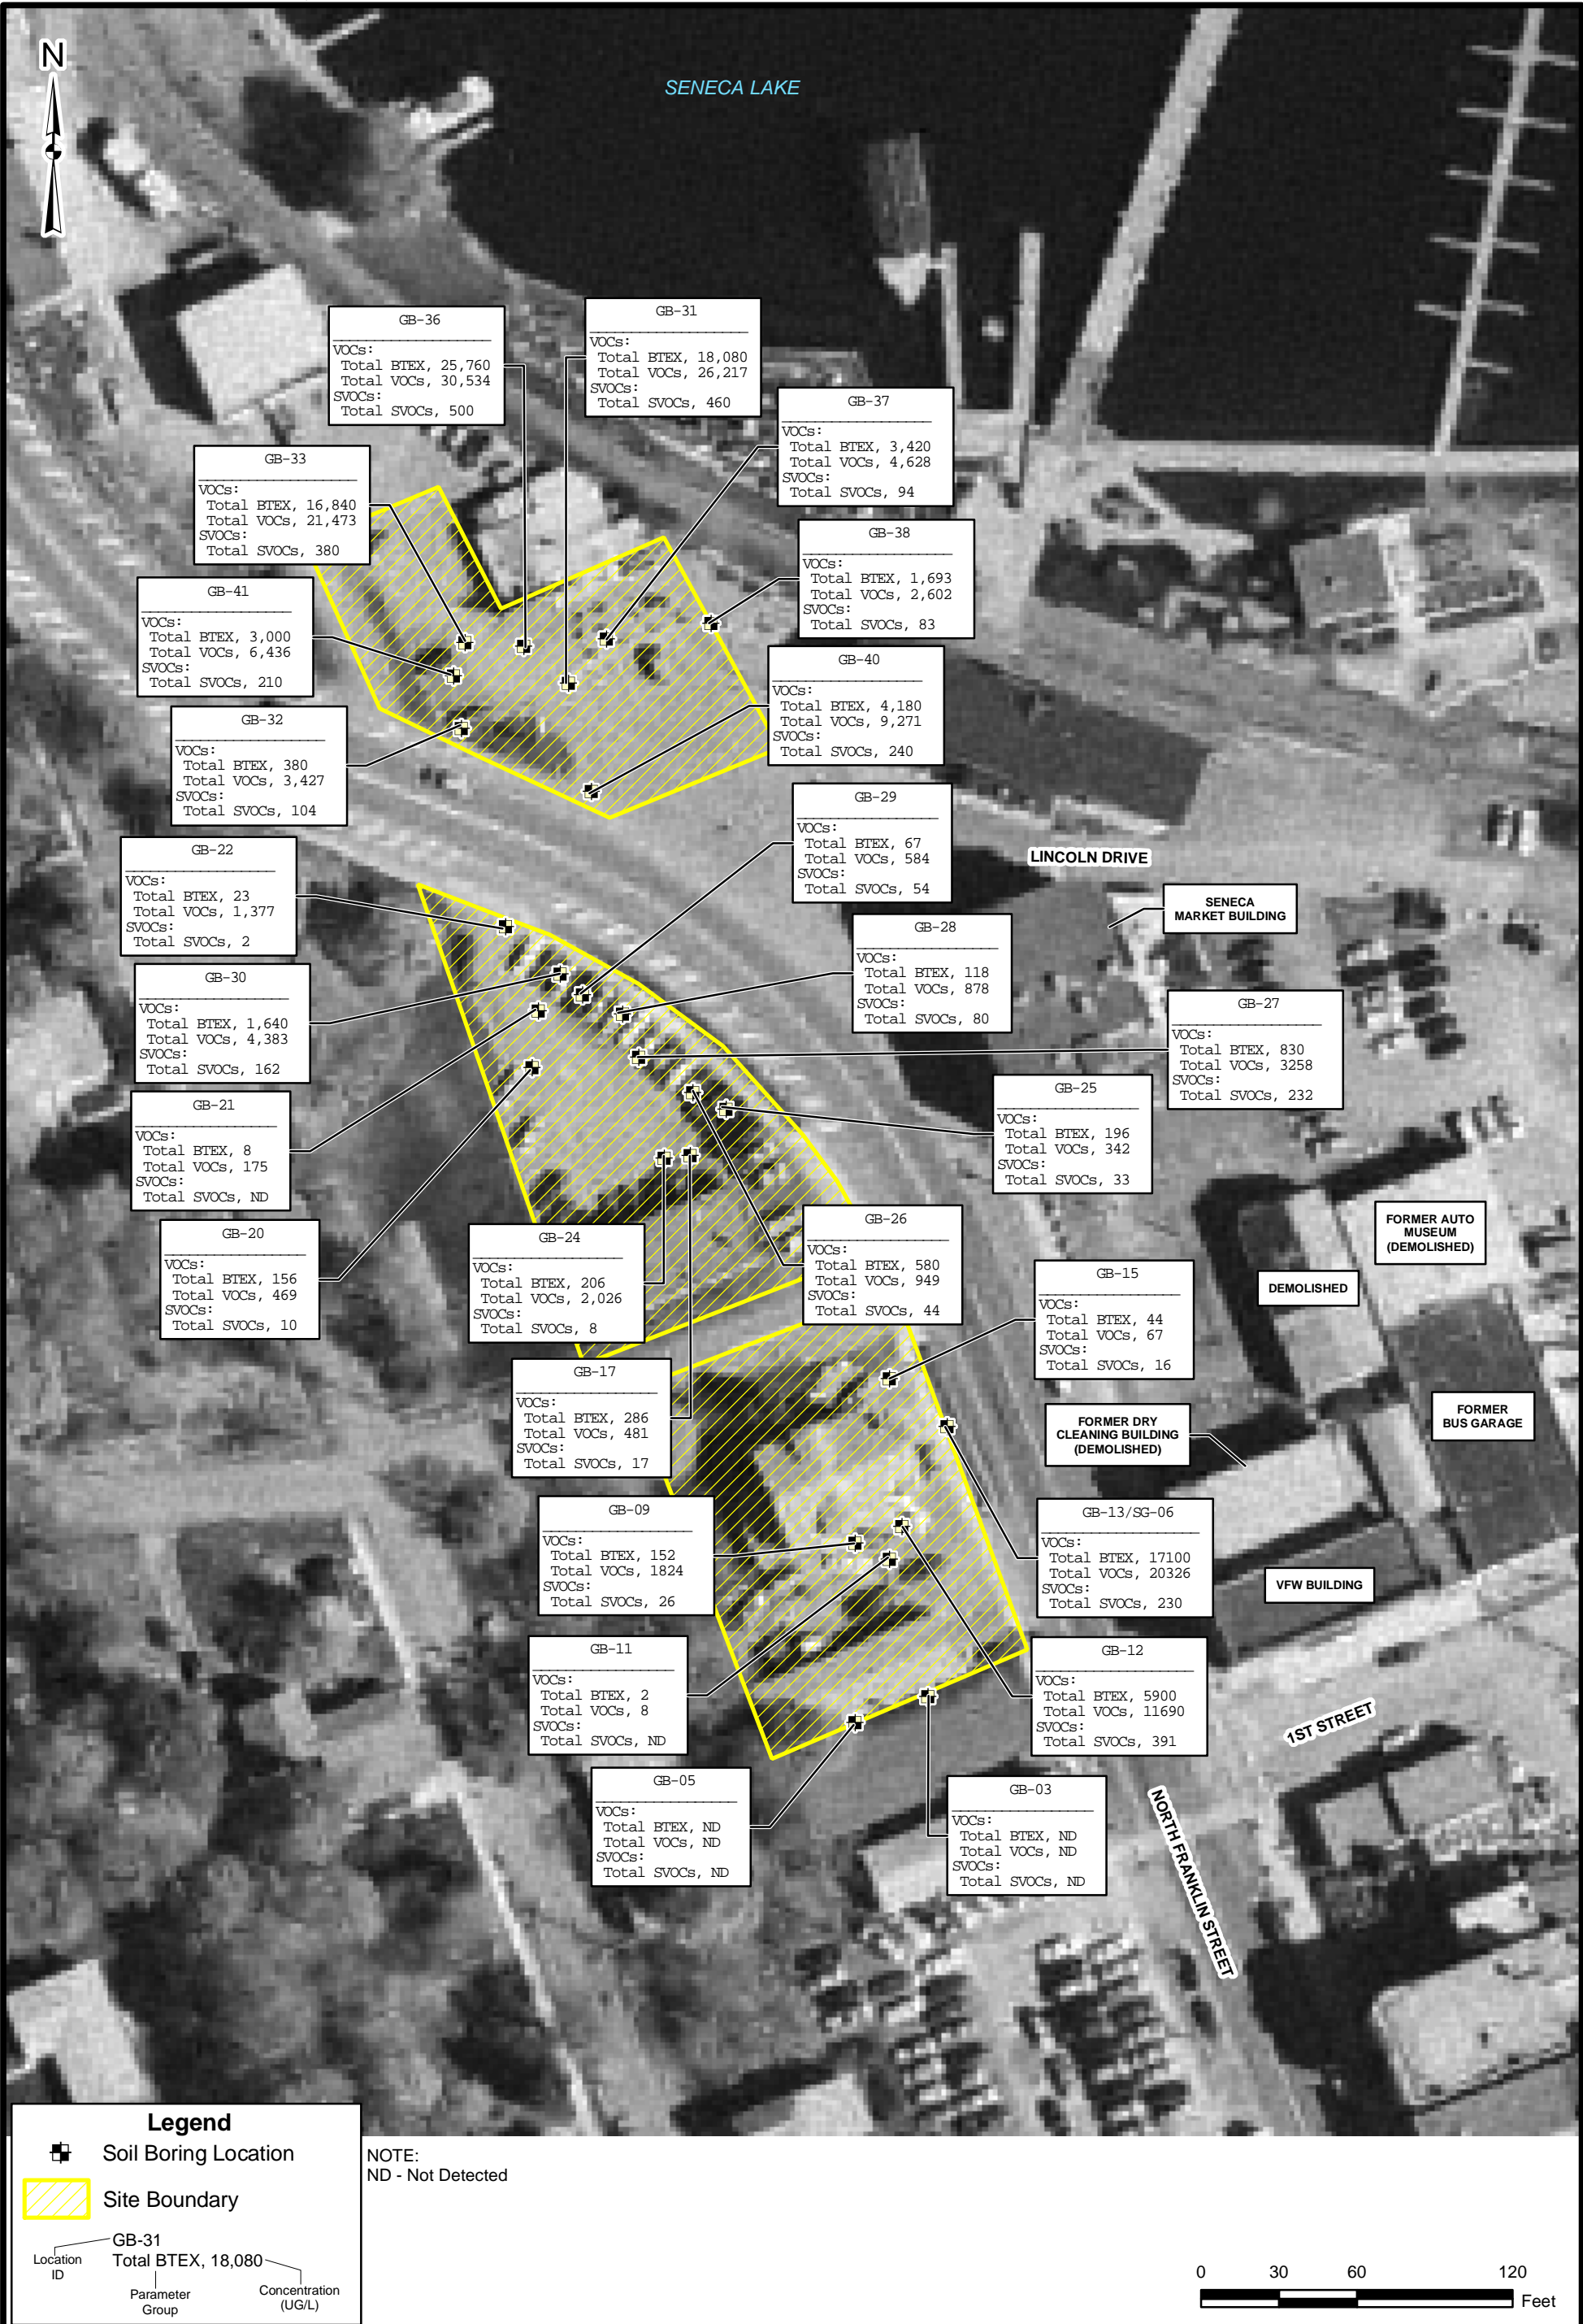 N
SENECA LAKE
GB-36
VOCs:
Total BTEX, 25,760
Total VOCs, 30,534
SVOCs:
Total SVOCs, 500
GB-31
VOCs:
Total BTEX, 18,080
Total VOCs, 26,217
SVOCs:
Total SVOCs, 460
GB-37
VOCs:
Total BTEX, 3,420
Total VOCs, 4,628
SVOCs:
Total SVOCs, 94
GB-33
VOCs:
Total BTEX, 16,840
Total VOCs, 21,473
SVOCs:
Total SVOCs, 380
GB-38
VOCs:
Total BTEX, 1,693
Total VOCs, 2,602
SVOCs:
Total SVOCs, 83
GB-41
VOCs:
Total BTEX, 3,000
Total VOCs, 6,436
SVOCs:
Total SVOCs, 210
GB-40
VOCs:
Total BTEX, 4,180
Total VOCs, 9,271
SVOCs:
Total SVOCs, 240
GB-32
VOCs:
Total BTEX, 380
Total VOCs, 3,427
SVOCs:
Total SVOCs, 104
GB-29
VOCs:
Total BTEX, 67
Total VOCs, 584
SVOCs:
Total SVOCs, 54
LINCOLN DRIVE
GB-22
VOCs:
Total BTEX, 23
Total VOCs, 1,377
SVOCs:
Total SVOCs, 2
SENECA
MARKET BUILDING
GB-28
VOCs:
Total BTEX, 118
Total VOCs, 878
SVOCs:
Total SVOCs, 80
GB-30
VOCs:
Total BTEX, 1,640
Total VOCs, 4,383
SVOCs:
Total SVOCs, 162
GB-27
VOCs:
Total BTEX, 830
Total VOCs, 3258
SVOCs:
Total SVOCs, 232
GB-25
VOCs:
Total BTEX, 196
Total VOCs, 342
SVOCs:
Total SVOCs, 33
GB-21
VOCs:
Total BTEX, 8
Total VOCs, 175
SVOCs:
Total SVOCs, ND
GB-20
VOCs:
Total BTEX, 156
Total VOCs, 469
SVOCs:
Total SVOCs, 10
GB-24
VOCs:
Total BTEX, 206
Total VOCs, 2,026
SVOCs:
Total SVOCs, 8
GB-26
VOCs:
Total BTEX, 580
Total VOCs, 949
SVOCs:
Total SVOCs, 44
FORMER AUTO
MUSEUM
(DEMOLISHED)
DEMOLISHED
GB-15
VOCs:
Total BTEX, 44
Total VOCs, 67
SVOCs:
Total SVOCs, 16
GB-17
VOCs:
Total BTEX, 286
Total VOCs, 481
SVOCs:
Total SVOCs, 17
FORMER DRY
CLEANING BUILDING
(DEMOLISHED)
FORMER
BUS GARAGE
GB-09
VOCs:
Total BTEX, 152
Total VOCs, 1824
SVOCs:
Total SVOCs, 26
GB-13/SG-06
VOCs:
Total BTEX, 17100
Total VOCs, 20326
SVOCs:
Total SVOCs, 230
VFW BUILDING
GB-11
VOCs:
Total BTEX, 2
Total VOCs, 8
SVOCs:
Total SVOCs, ND
GB-12
VOCs:
Total BTEX, 5900
Total VOCs, 11690
SVOCs:
Total SVOCs, 391
1ST STREET
GB-05
VOCs:
Total BTEX, ND
Total VOCs, ND
SVOCs:
Total SVOCs, ND
GB-03
VOCs:
Total BTEX, ND
Total VOCs, ND
SVOCs:
Total SVOCs, ND
NORTH FRANKLIN STREET
Legend
Soil Boring Location
Site Boundary
GB-31
Total BTEX, 18,080
Location
ID
Parameter
Group
Concentration
(UG/L)
NOTE:
ND - Not Detected
0 30 60 120
Feet